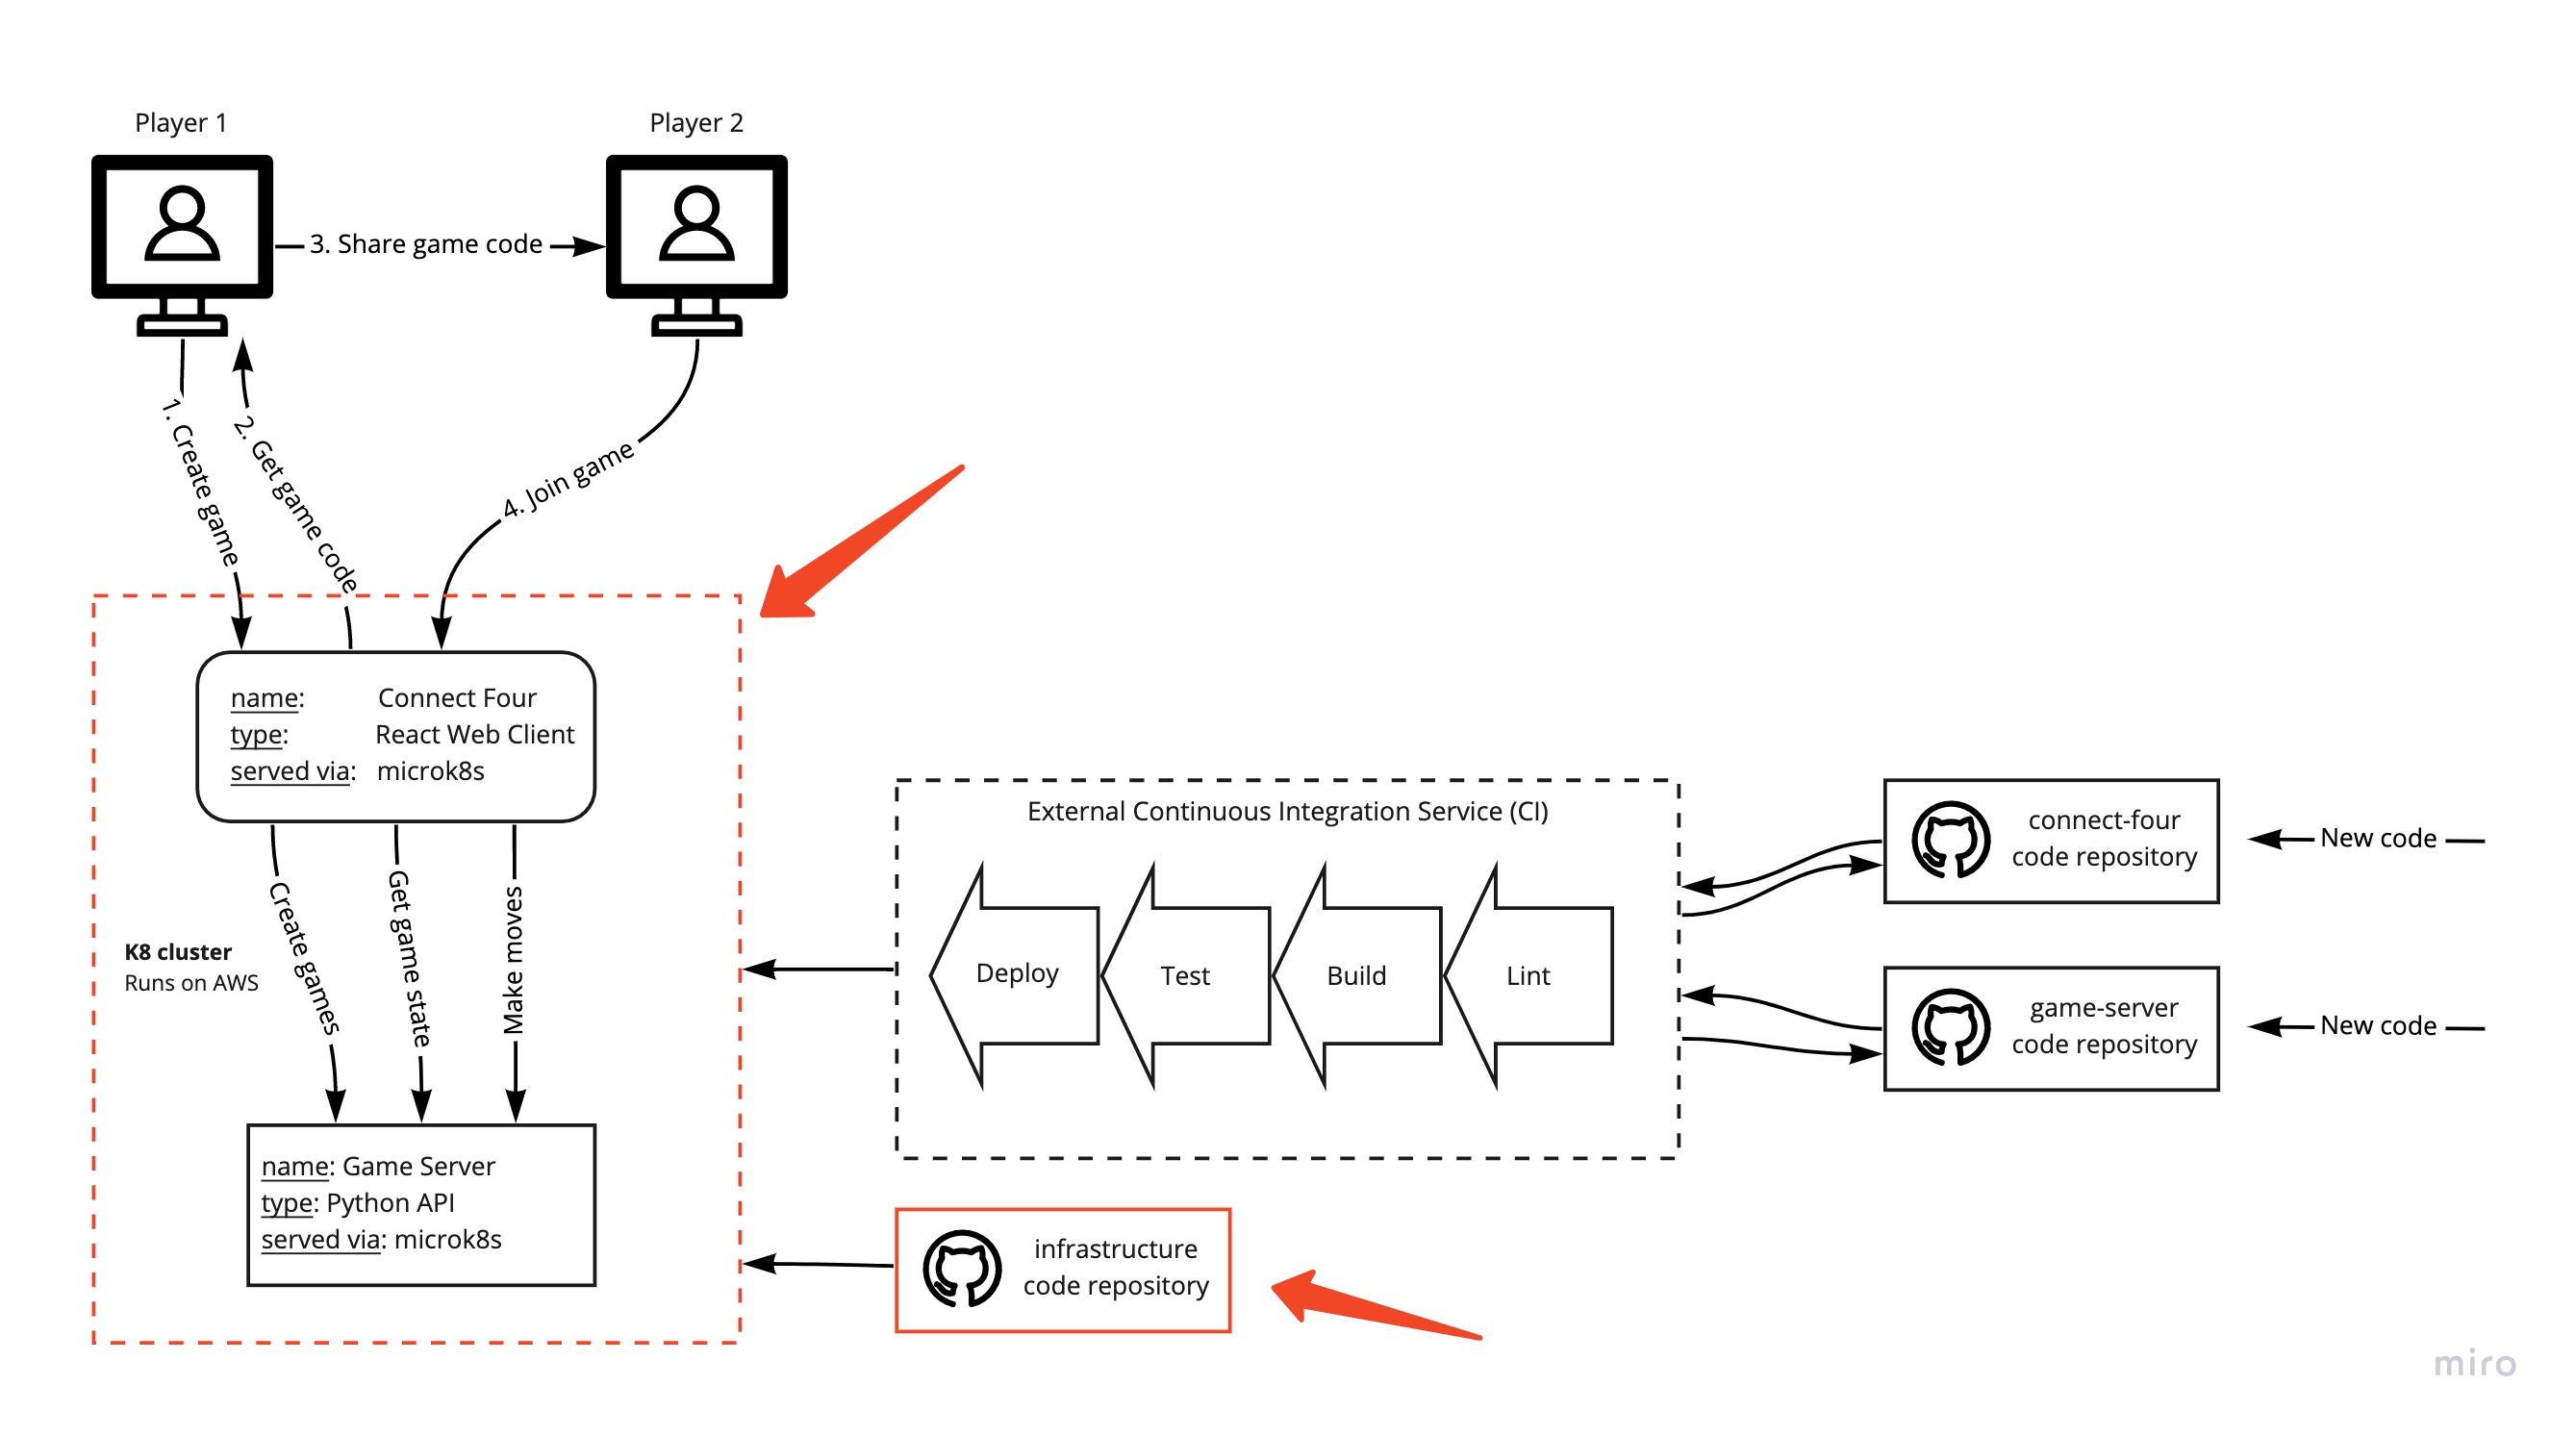 Player 1
Player 2
3. Share game code
1. Create game
2. Get game code
4. Join game
name: Connect Four
type: React Web Client
served via: microk8s
Create games
Get game state
Make moves
K8 cluster
Runs on AWS
name: Game Server
type: Python API
served via: microk8s
External Continuous Integration Service (CI)
Deploy
Test
Build
Lint
connect-four
code repository
New code
game-server
code repository
New code
infrastructure
code repository
miro